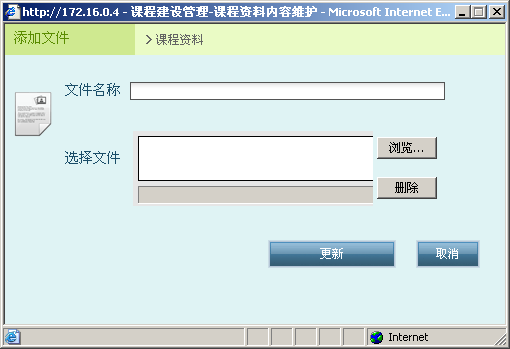 http://172.16.0.4 - 课程建设管理-课程资料内容维护 - Microsoft Internet E...
添加文件
> 课程资料
文件名称
选择文件
浏览...
删除
更新
取消
Internet